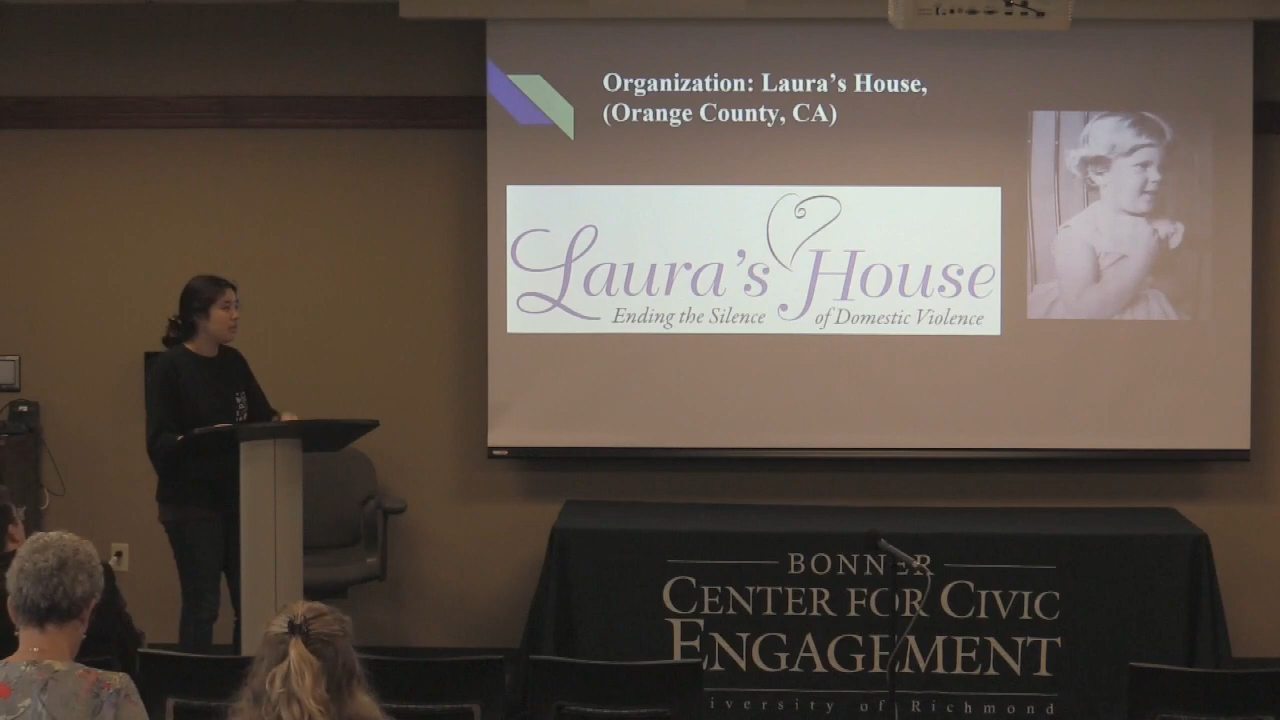 Organization: Laura's House,
(Orange County, CA)
Laura's House
Ending the Silence of Domestic Violence
BONNER
CENTER FOR CIVIC
ENGAGEMENT
University of Richmond